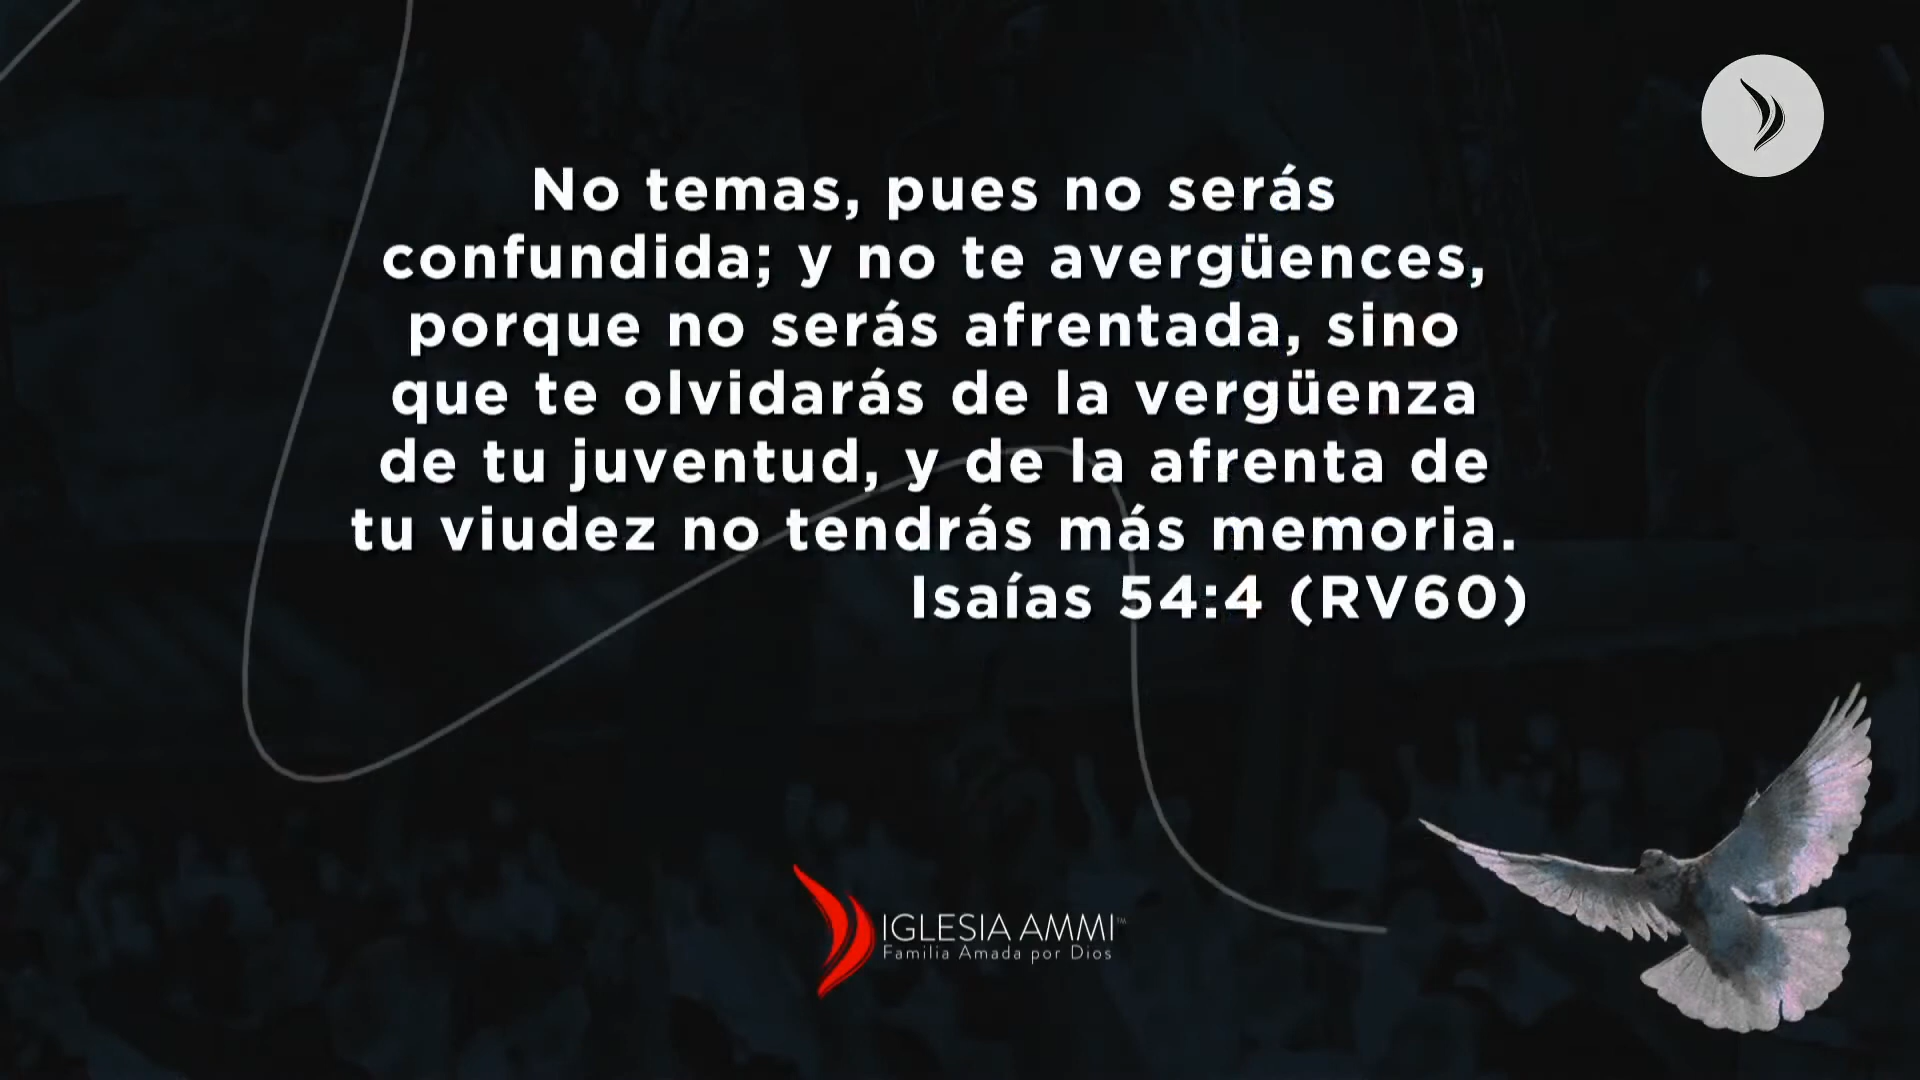 No temas, pues no serás
confundida; y no te avergüences,
porque no serás afrentada, sino
que te olvidarás de la vergüenza
de tu juventud, y de la afrenta de
tu viudez no tendrás más memoria.
Isaías 54:4 (RV60)
IGLESIA AMMI™
Familia Amada por Dios